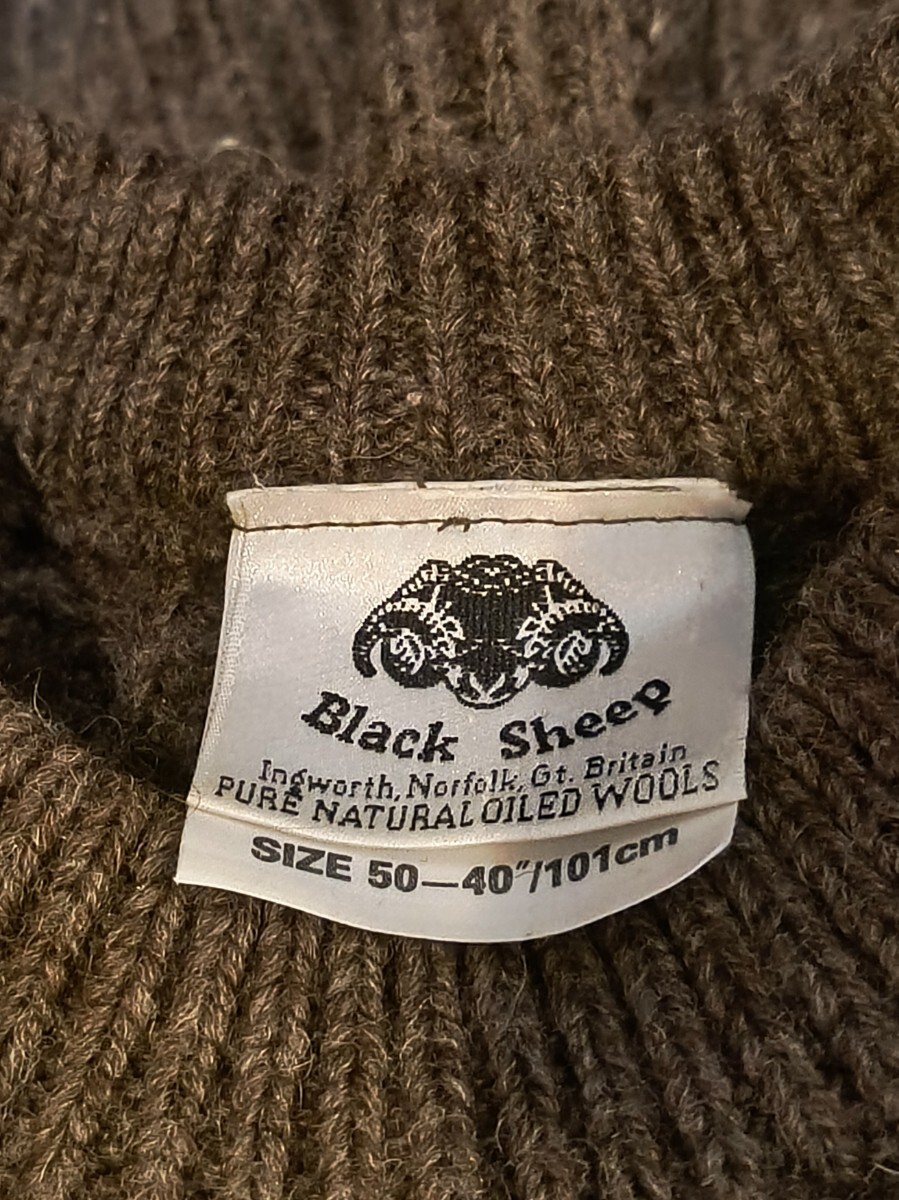 Black Sheep
Ingworth, Norfolk, Gt. Britain
PURE NATURAL OILED WOOLS
SIZE 50—40"/101cm